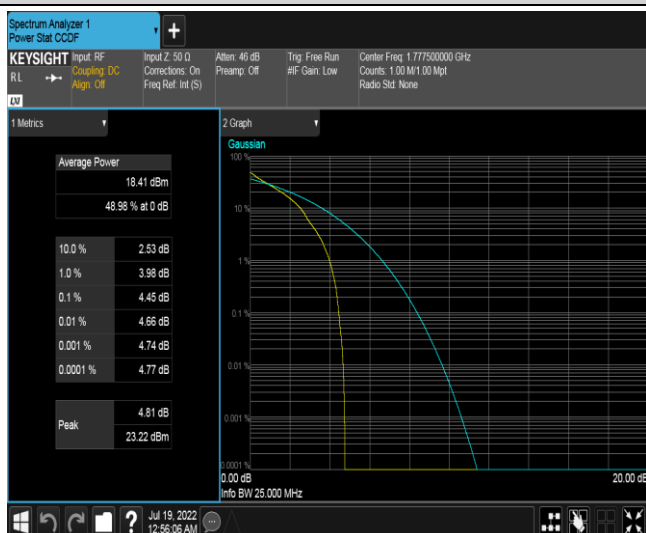 Spectrum Analyzer 1
Power Stat CCDF
+
KEYSIGHT
RL
LXI
Input: RF
Coupling: DC
Align: Off
Input Z: 50 Ω
Corrections: On
Freq Ref: Int (S)
Atten: 46 dB
Preamp: Off
Trig: Free Run
#IF Gain: Low
Center Freq: 1.777500000 GHz
Counts: 1.00 M/1.00 Mpt
Radio Std: None
1 Metrics
Average Power
18.41 dBm
48.98 % at 0 dB
10.0 % 2.53 dB
1.0 % 3.98 dB
0.1 % 4.45 dB
0.01 % 4.66 dB
0.001 % 4.74 dB
0.0001 % 4.77 dB
Peak
4.81 dB
23.22 dBm
2 Graph
Gaussian
100 %
10 %
1 %
0.1 %
0.01 %
0.001 %
0.0001 %
0.00 dB
20.00 dB
Info BW 25.000 MHz
?
Jul 19, 2022
12:56:06 AM